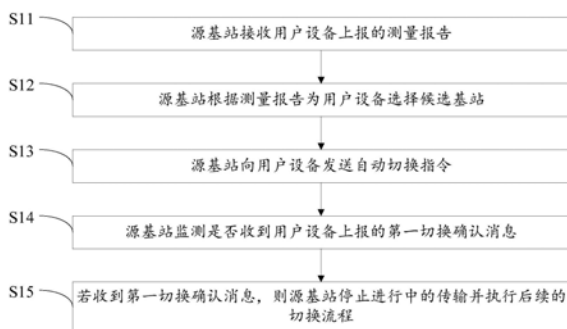 S11
源基站接收用户设备上报的测量报告
S12
源基站根据测量报告为用户设备选择候选基站
S13
源基站向用户设备发送自动切换指令
S14
源基站监测是否收到用户设备上报的第一切换确认消息
S15
若收到第一切换确认消息，则源基站停止进行中的传输并执行后续的
切换流程